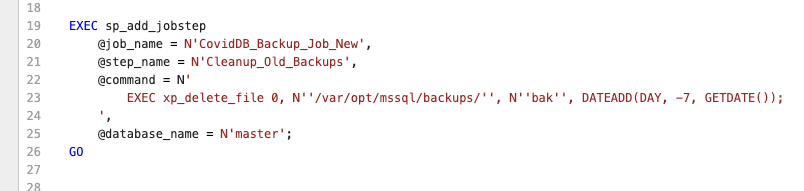 18
19 EXEC sp_add_jobstep
20 @job_name = N'CovidDB_Backup_Job_New',
21 @step_name = N'Cleanup_Old_Backups',
22 @command = N'
23 EXEC xp_delete_file 0, N''/var/opt/mssql/backups/'', N''bak'', DATEADD(DAY, -7, GETDATE());
24 ',
25 @database_name = N'master';
26 GO
27
28